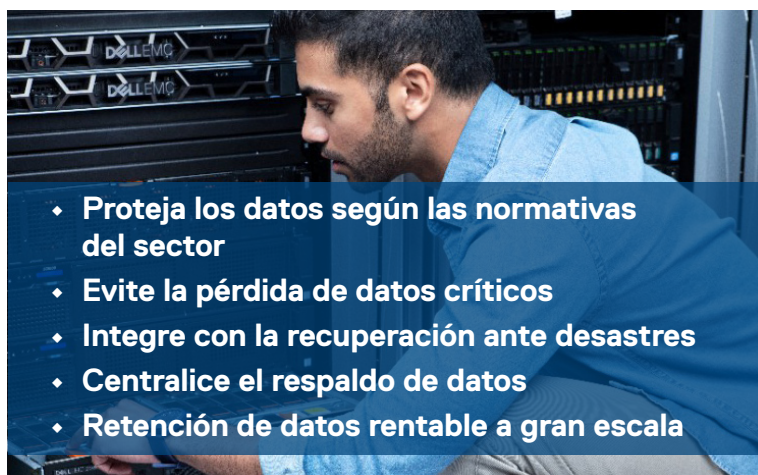 DELLEMC
DELLEMC
Proteja los datos según las normativas
del sector
Evite la pérdida de datos críticos
Integre con la recuperación ante desastres
Centralice el respaldo de datos
Retención de datos rentable a gran escala